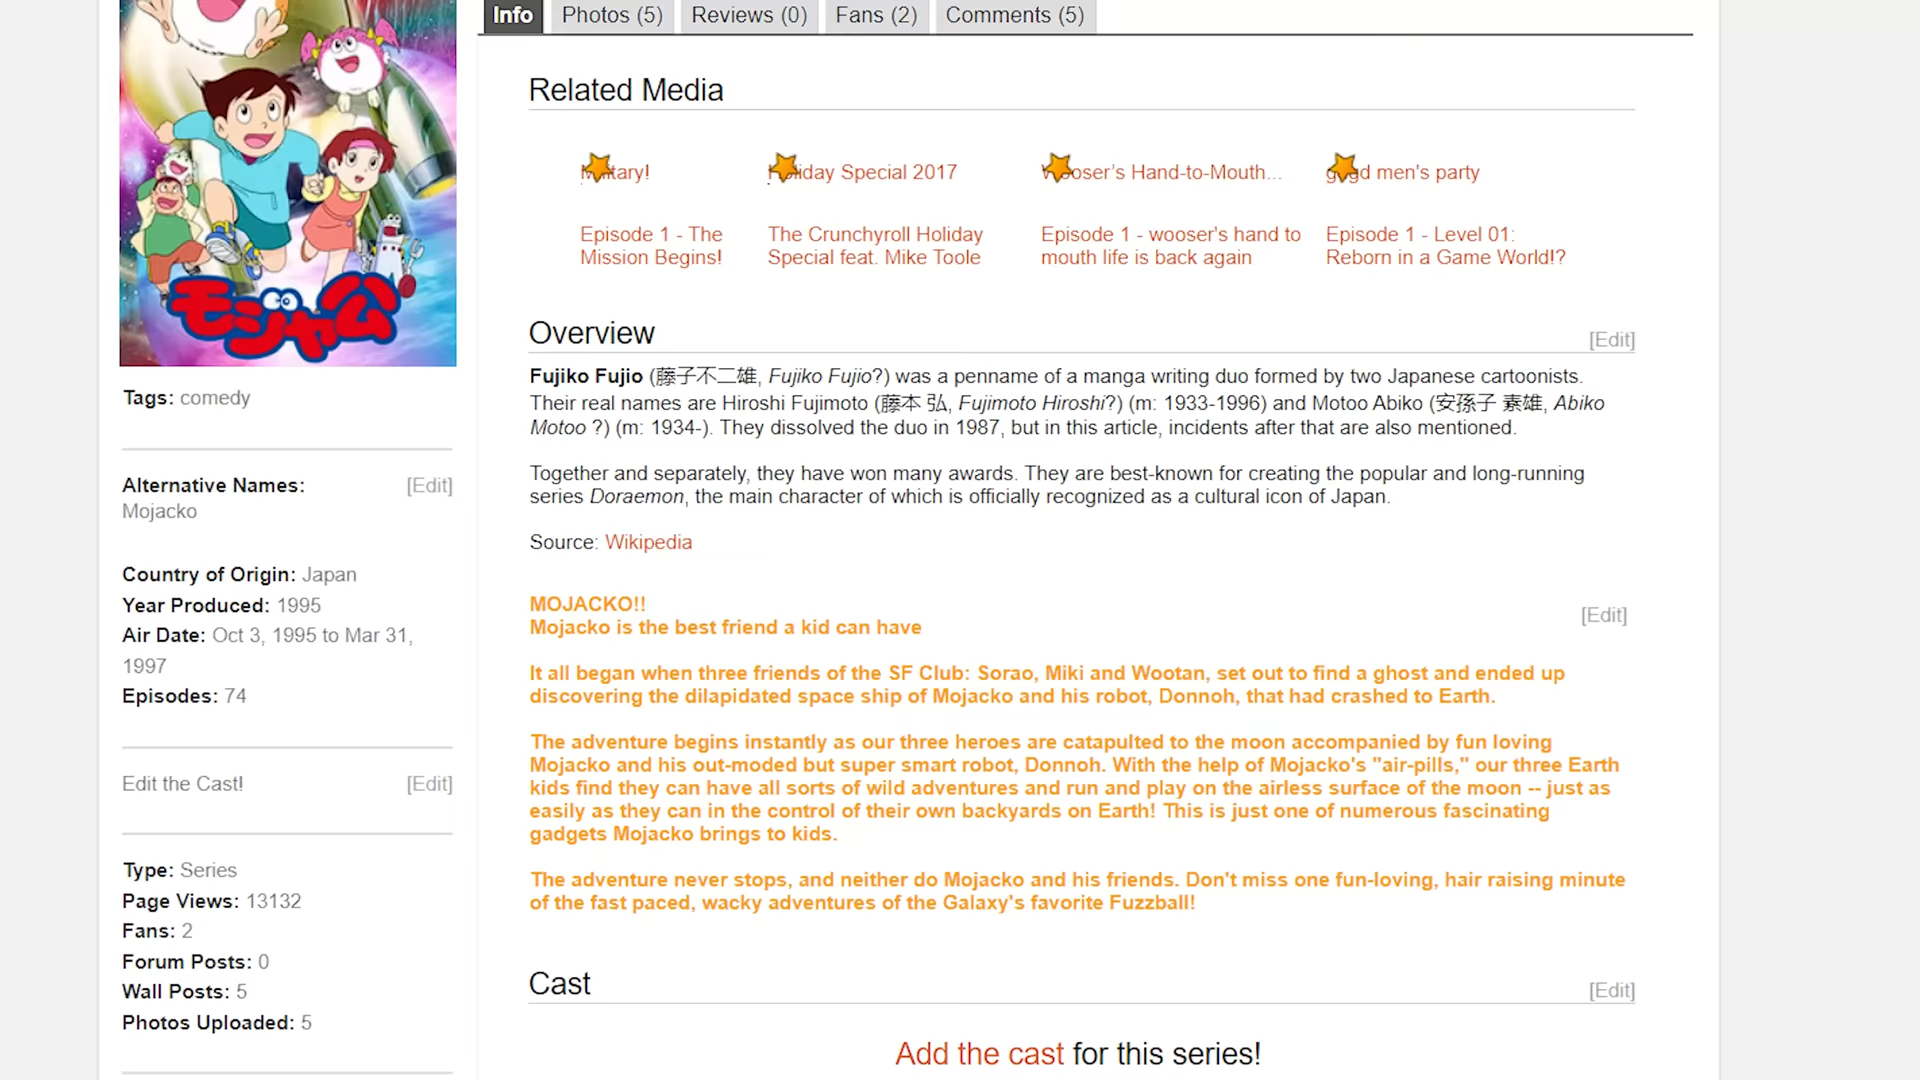 Info
Photos (5)
Reviews (0)
Fans (2)
Comments (5)
モジャ公
Tags: comedy
Alternative Names: [Edit]
Mojacko
Country of Origin: Japan
Year Produced: 1995
Air Date: Oct 3, 1995 to Mar 31,
1997
Episodes: 74
Edit the Cast! [Edit]
Type: Series
Page Views: 13132
Fans: 2
Forum Posts: 0
Wall Posts: 5
Photos Uploaded: 5
Related Media
Holiday Special 2017
Hand-to-Mouth...
men's party
Episode 1 - The
Mission Begins!
The Crunchyroll Holiday
Special feat. Mike Toole
Episode 1 - wooser's hand to
mouth life is back again
Episode 1 - Level 01:
Reborn in a Game World!?
Overview [Edit]
Fujiko Fujio (藤子不二雄, Fujiko Fujio?) was a penname of a manga writing duo formed by two Japanese cartoonists.
Their real names are Hiroshi Fujimoto (藤本 弘, Fujimoto Hiroshi?) (m: 1933-1996) and Motoo Abiko (安孫子 素雄, Abiko
Motoo ?) (m: 1934-). They dissolved the duo in 1987, but in this article, incidents after that are also mentioned.
Together and separately, they have won many awards. They are best-known for creating the popular and long-running
series Doraemon, the main character of which is officially recognized as a cultural icon of Japan.
Source: Wikipedia
MOJACKO!!
[Edit]
Mojacko is the best friend a kid can have
It all began when three friends of the SF Club: Sorao, Miki and Wootan, set out to find a ghost and ended up
discovering the dilapidated space ship of Mojacko and his robot, Donnoh, that had crashed to Earth.
The adventure begins instantly as our three heroes are catapulted to the moon accompanied by fun loving
Mojacko and his out-moded but super smart robot, Donnoh. With the help of Mojacko's "air-pills," our three Earth
kids find they can have all sorts of wild adventures and run and play on the airless surface of the moon -- just as
easily as they can in the control of their own backyards on Earth! This is just one of numerous fascinating
gadgets Mojacko brings to kids.
The adventure never stops, and neither do Mojacko and his friends. Don't miss one fun-loving, hair raising minute
of the fast paced, wacky adventures of the Galaxy's favorite Fuzzball!
Cast [Edit]
Add the cast for this series!